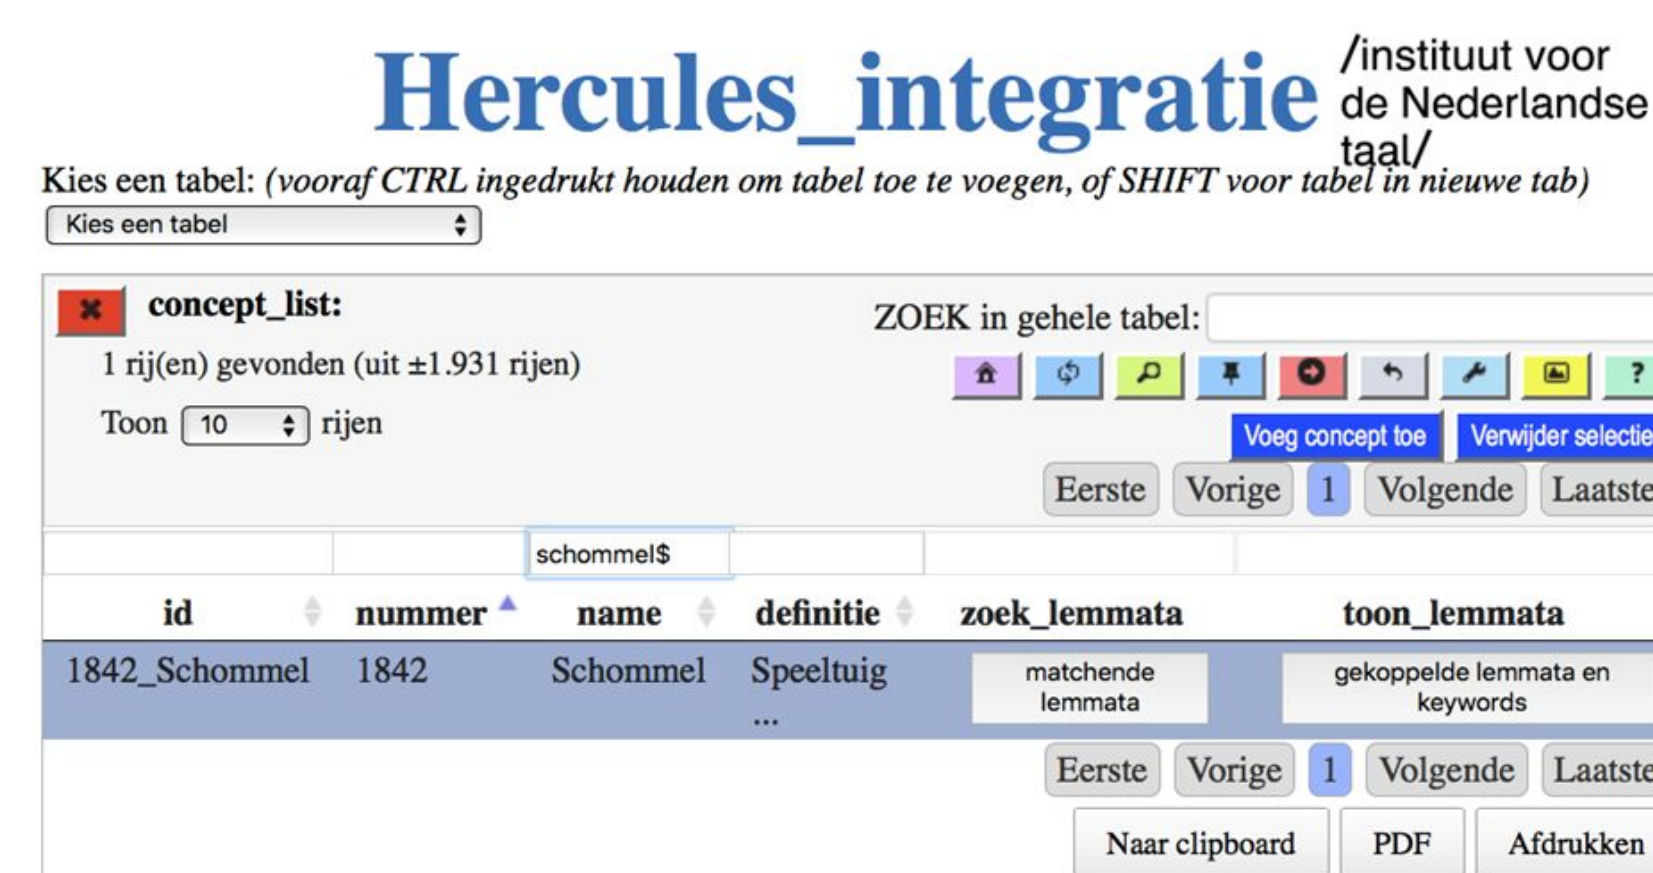 Hercules_integratie
/instituut voor
de Nederlandse
taal/
Kies een tabel: (vooraf CTRL ingedrukt houden om tabel toe te voegen, of SHIFT voor tabel in nieuwe tab)
Kies een tabel
concept_list:
ZOEK in gehele tabel:
1 rij(en) gevonden (uit ±1.931 rijen)
?
Toon 10 rijen
Voeg concept toe Verwijder selectie
Eerste Vorige 1 Volgende Laatste
schommel$
id nummer name definitie zoek_lemmata toon_lemmata
1842_Schommel 1842 Schommel Speeltuig
...
matchende
lemmata
gekoppelde lemmata en
keywords
Eerste Vorige 1 Volgende Laatste
Naar clipboard PDF Afdrukken